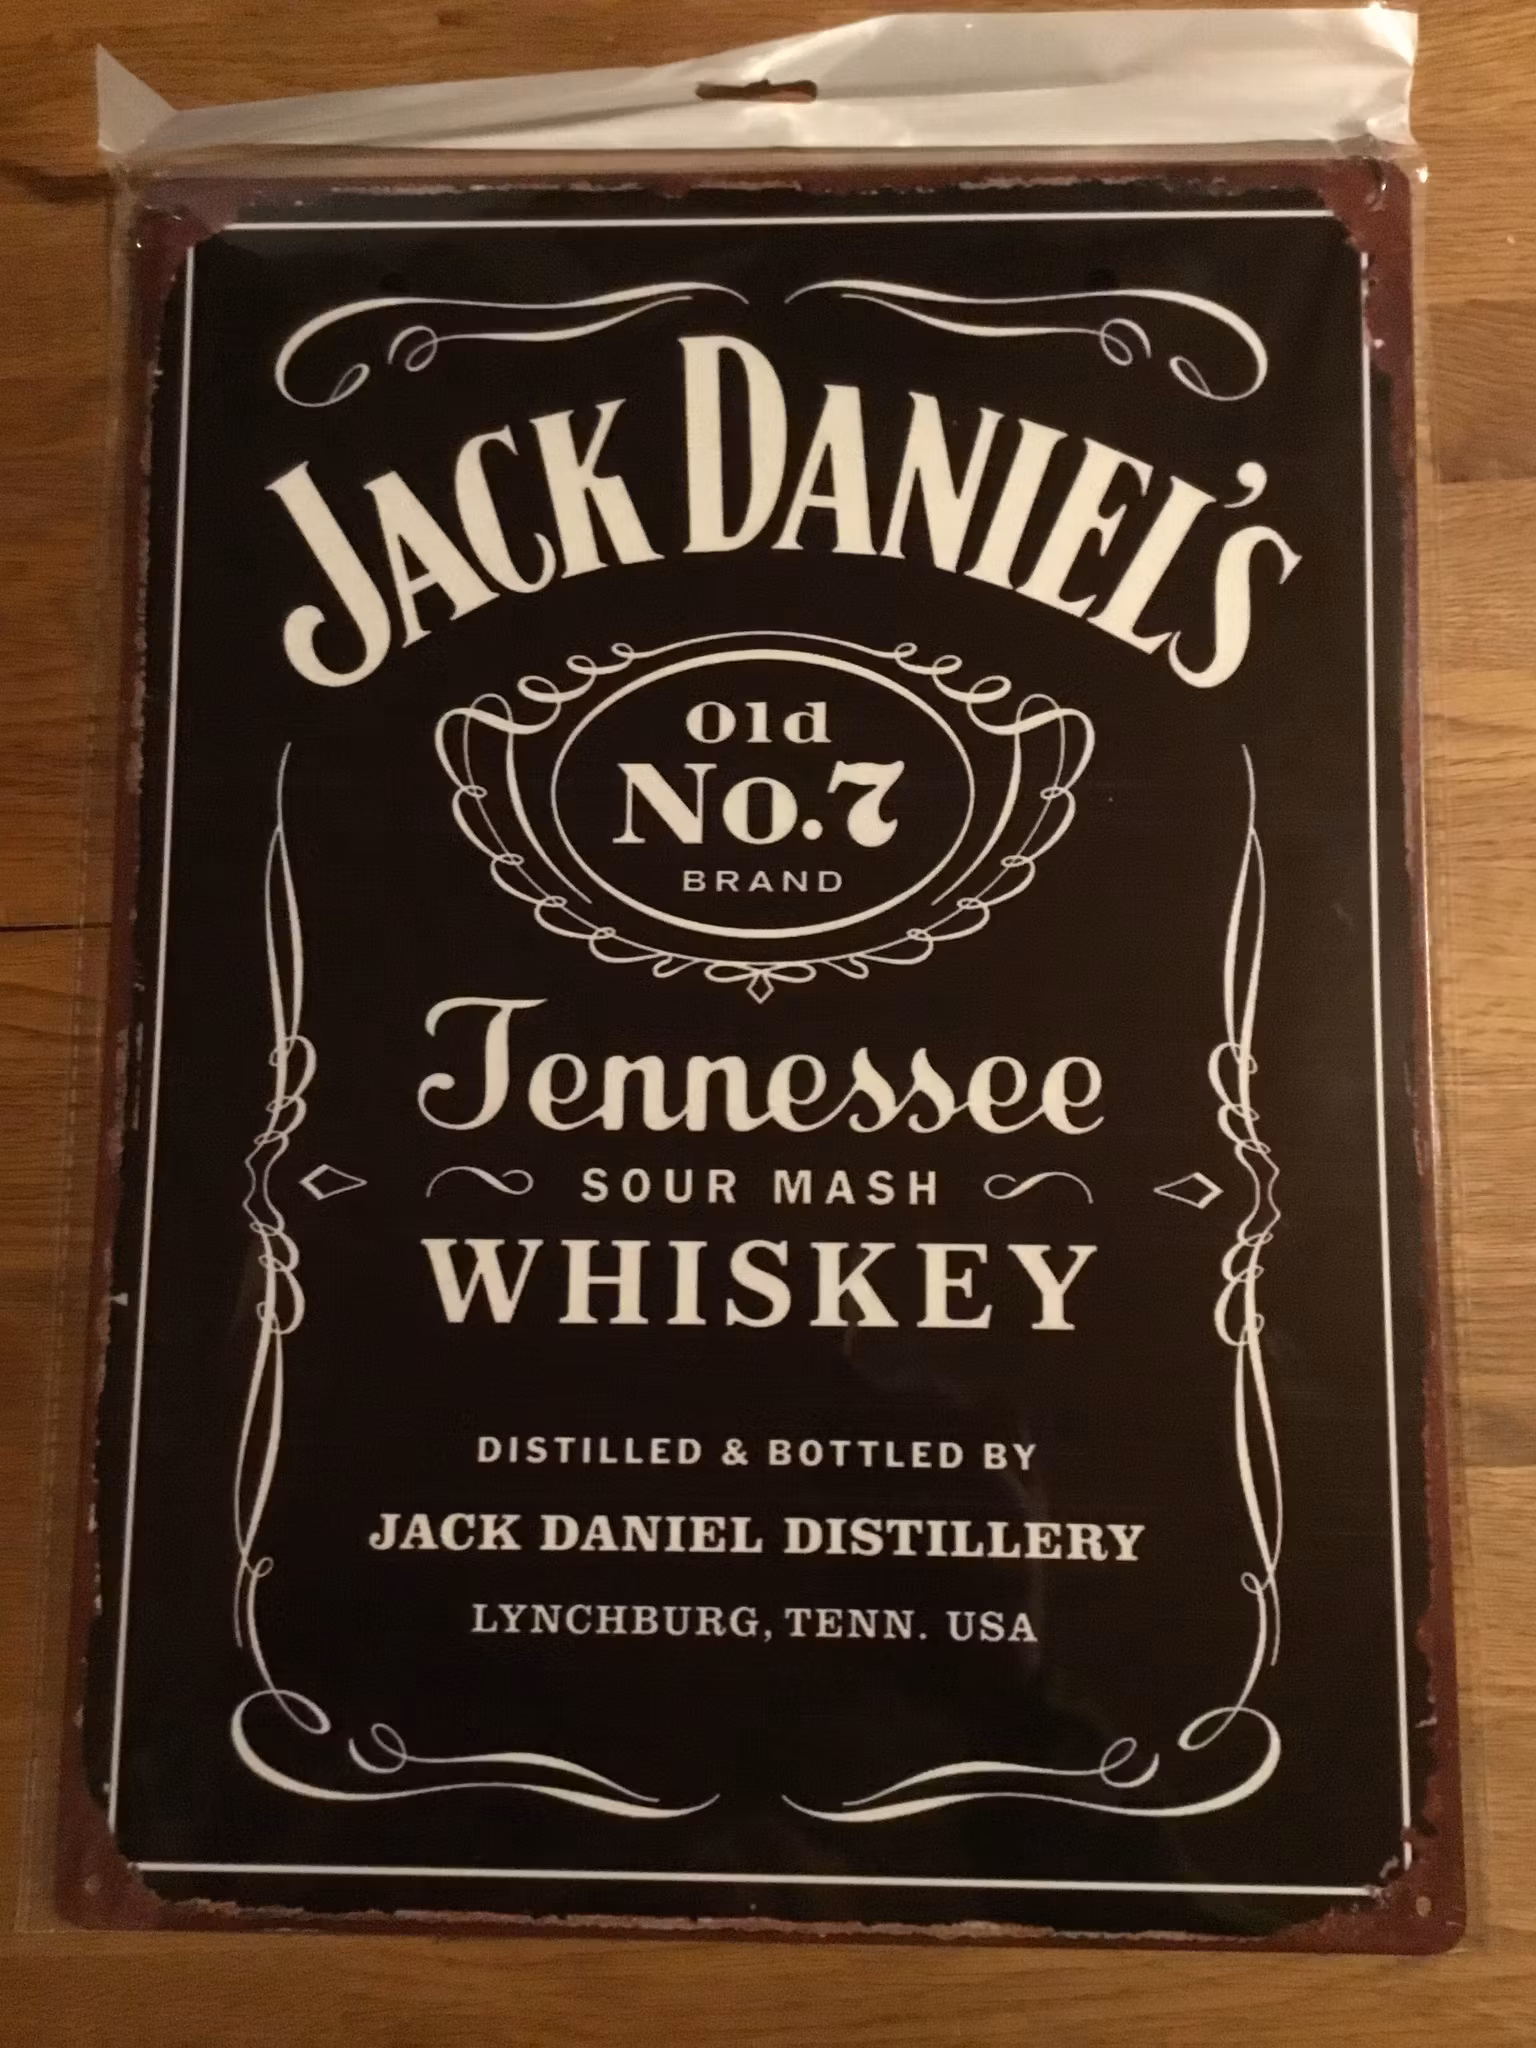 JACK DANIEL'S
Old
No.7
BRAND
Tennessee
SOUR MASH
WHISKEY
DISTILLED & BOTTLED BY
JACK DANIEL DISTILLERY
LYNCHBURG, TENN. USA